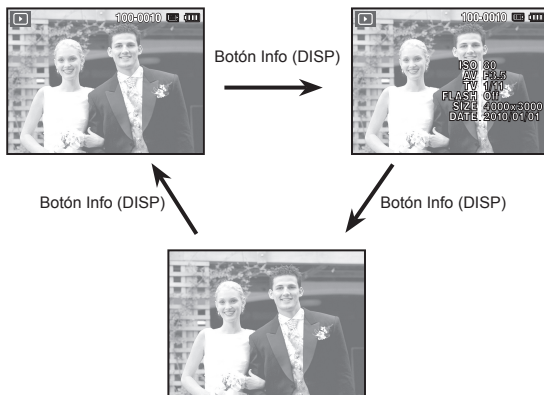 100-0010
100-0010
Botón Info (DISP)
ISO 80
AV F3.5
TV 1/11
FLASH Off
SIZE 4000x3000
DATE 2010/01/01
Botón Info (DISP)
Botón Info (DISP)